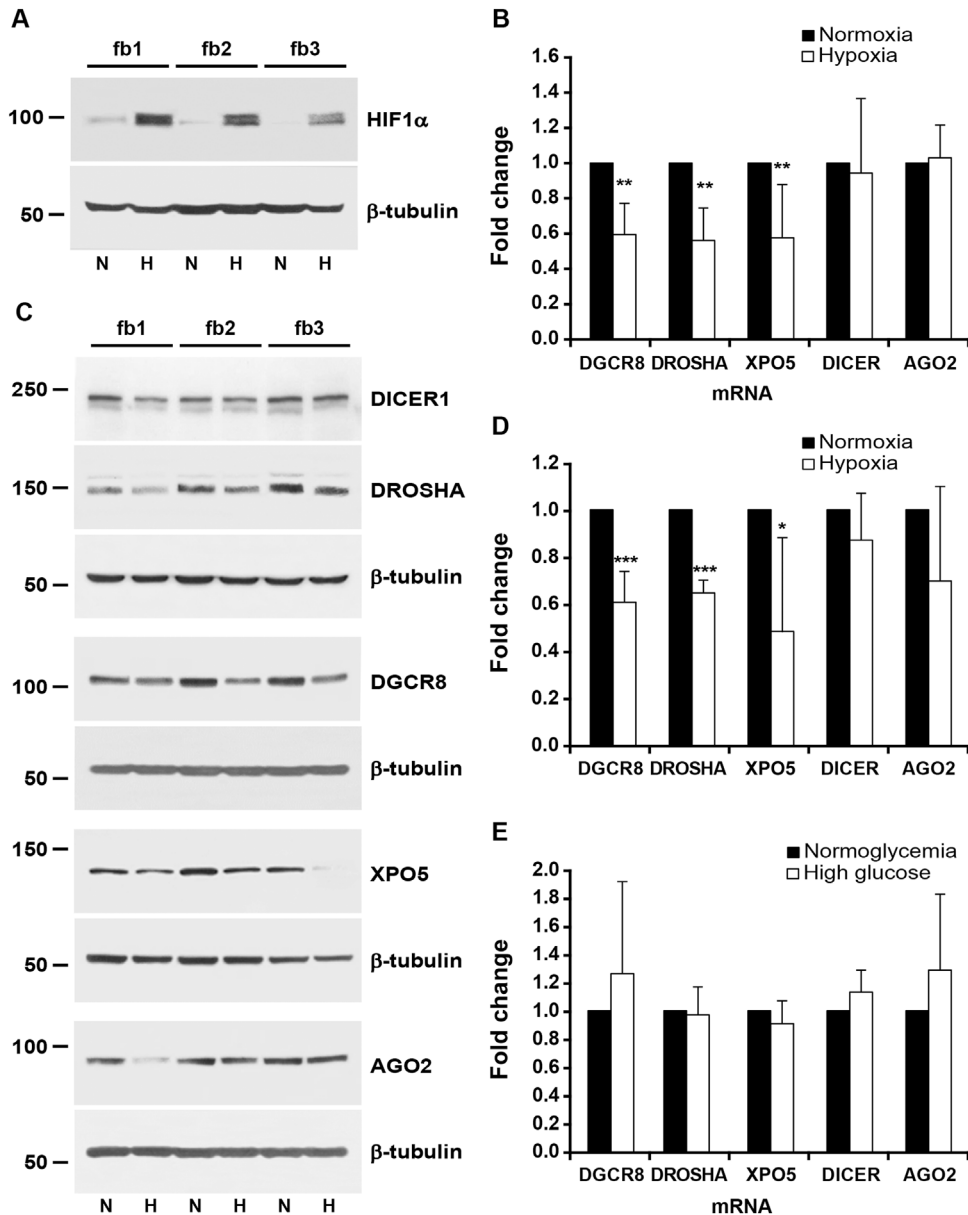 A
fb1 fb2 fb3
100
HIF1α
50
β-tubulin
N H N H N H
B
Normoxia
Hypoxia
1.6
1.4
1.2
1.0
0.8
0.6
0.4
0.2
0.0
Fold change
** ** **
DGCR8 DROSHA XPO5 DICER AGO2
mRNA
C
fb1 fb2 fb3
250
DICER1
150
DROSHA
50
β-tubulin
100
DGCR8
50
β-tubulin
150
XPO5
50
β-tubulin
100
AGO2
50
β-tubulin
N H N H N H
D
Normoxia
Hypoxia
1.2
1.0
0.8
0.6
0.4
0.2
0.0
Fold change
*** *** *
DGCR8 DROSHA XPO5 DICER AGO2
E
Normoglycemia
High glucose
2.0
1.8
1.6
1.4
1.2
1.0
0.8
0.6
0.4
0.2
0.0
Fold change
DGCR8 DROSHA XPO5 DICER AGO2
mRNA